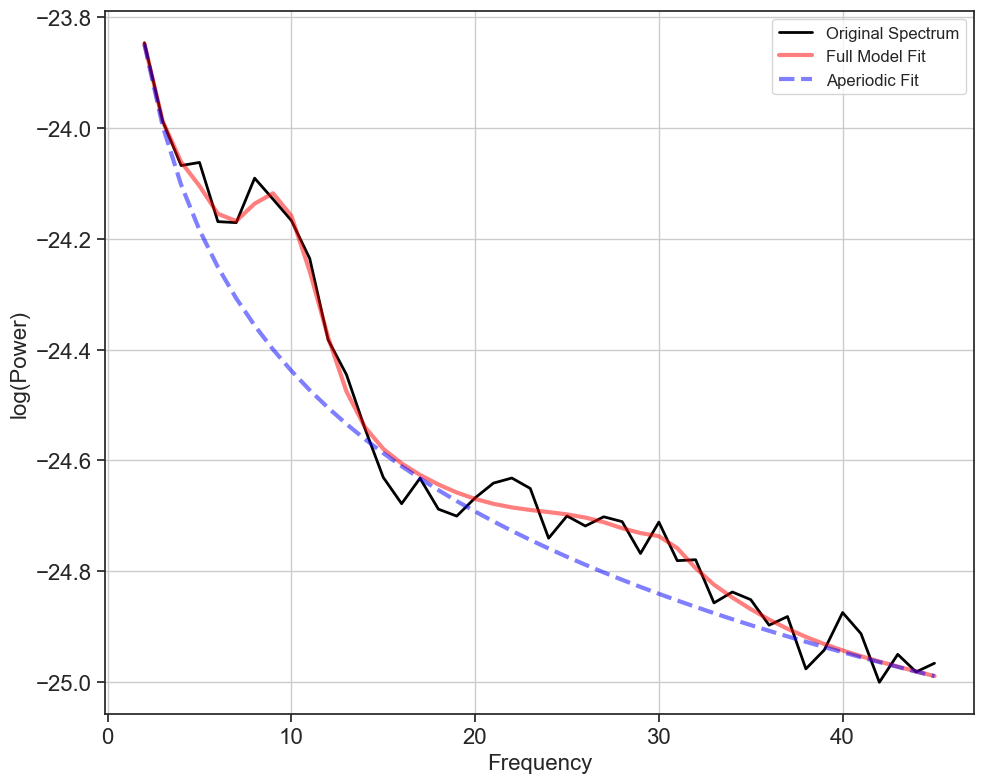 −23.8
−24.0
−24.2
−24.4
−24.6
−24.8
−25.0
log(Power)
0
10
20
30
40
Frequency
Original Spectrum
Full Model Fit
Aperiodic Fit